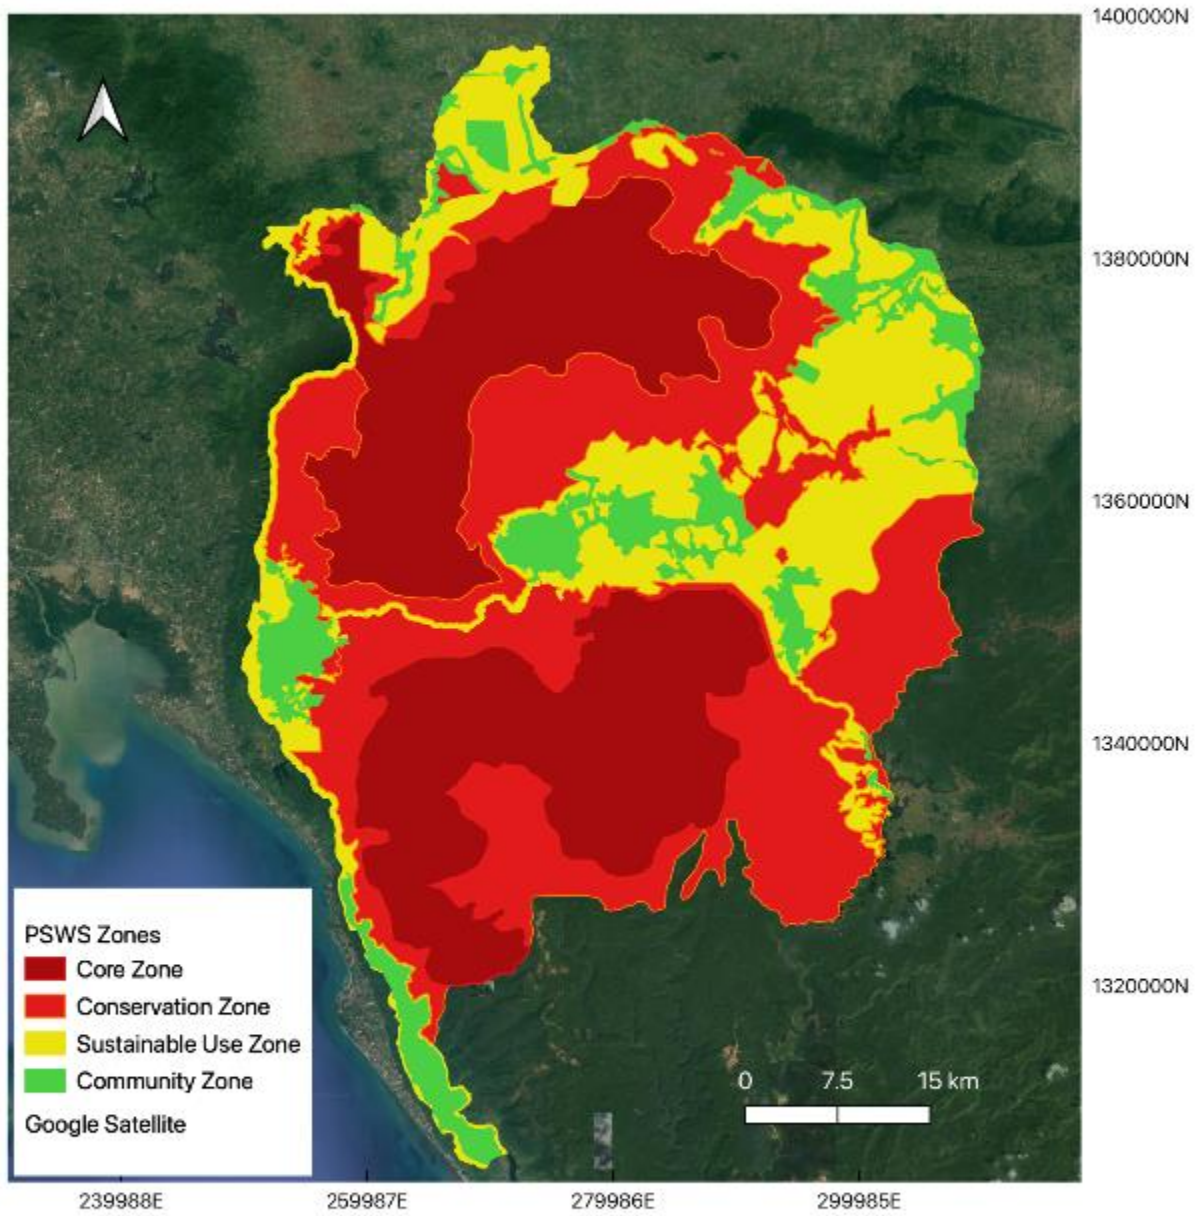 1400000N
1380000N
1360000N
1340000N
1320000N
PSWS Zones
Core Zone
Conservation Zone
Sustainable Use Zone
Community Zone
Google Satellite
0 7.5 15 km
239988E 259987E 279986E 299985E